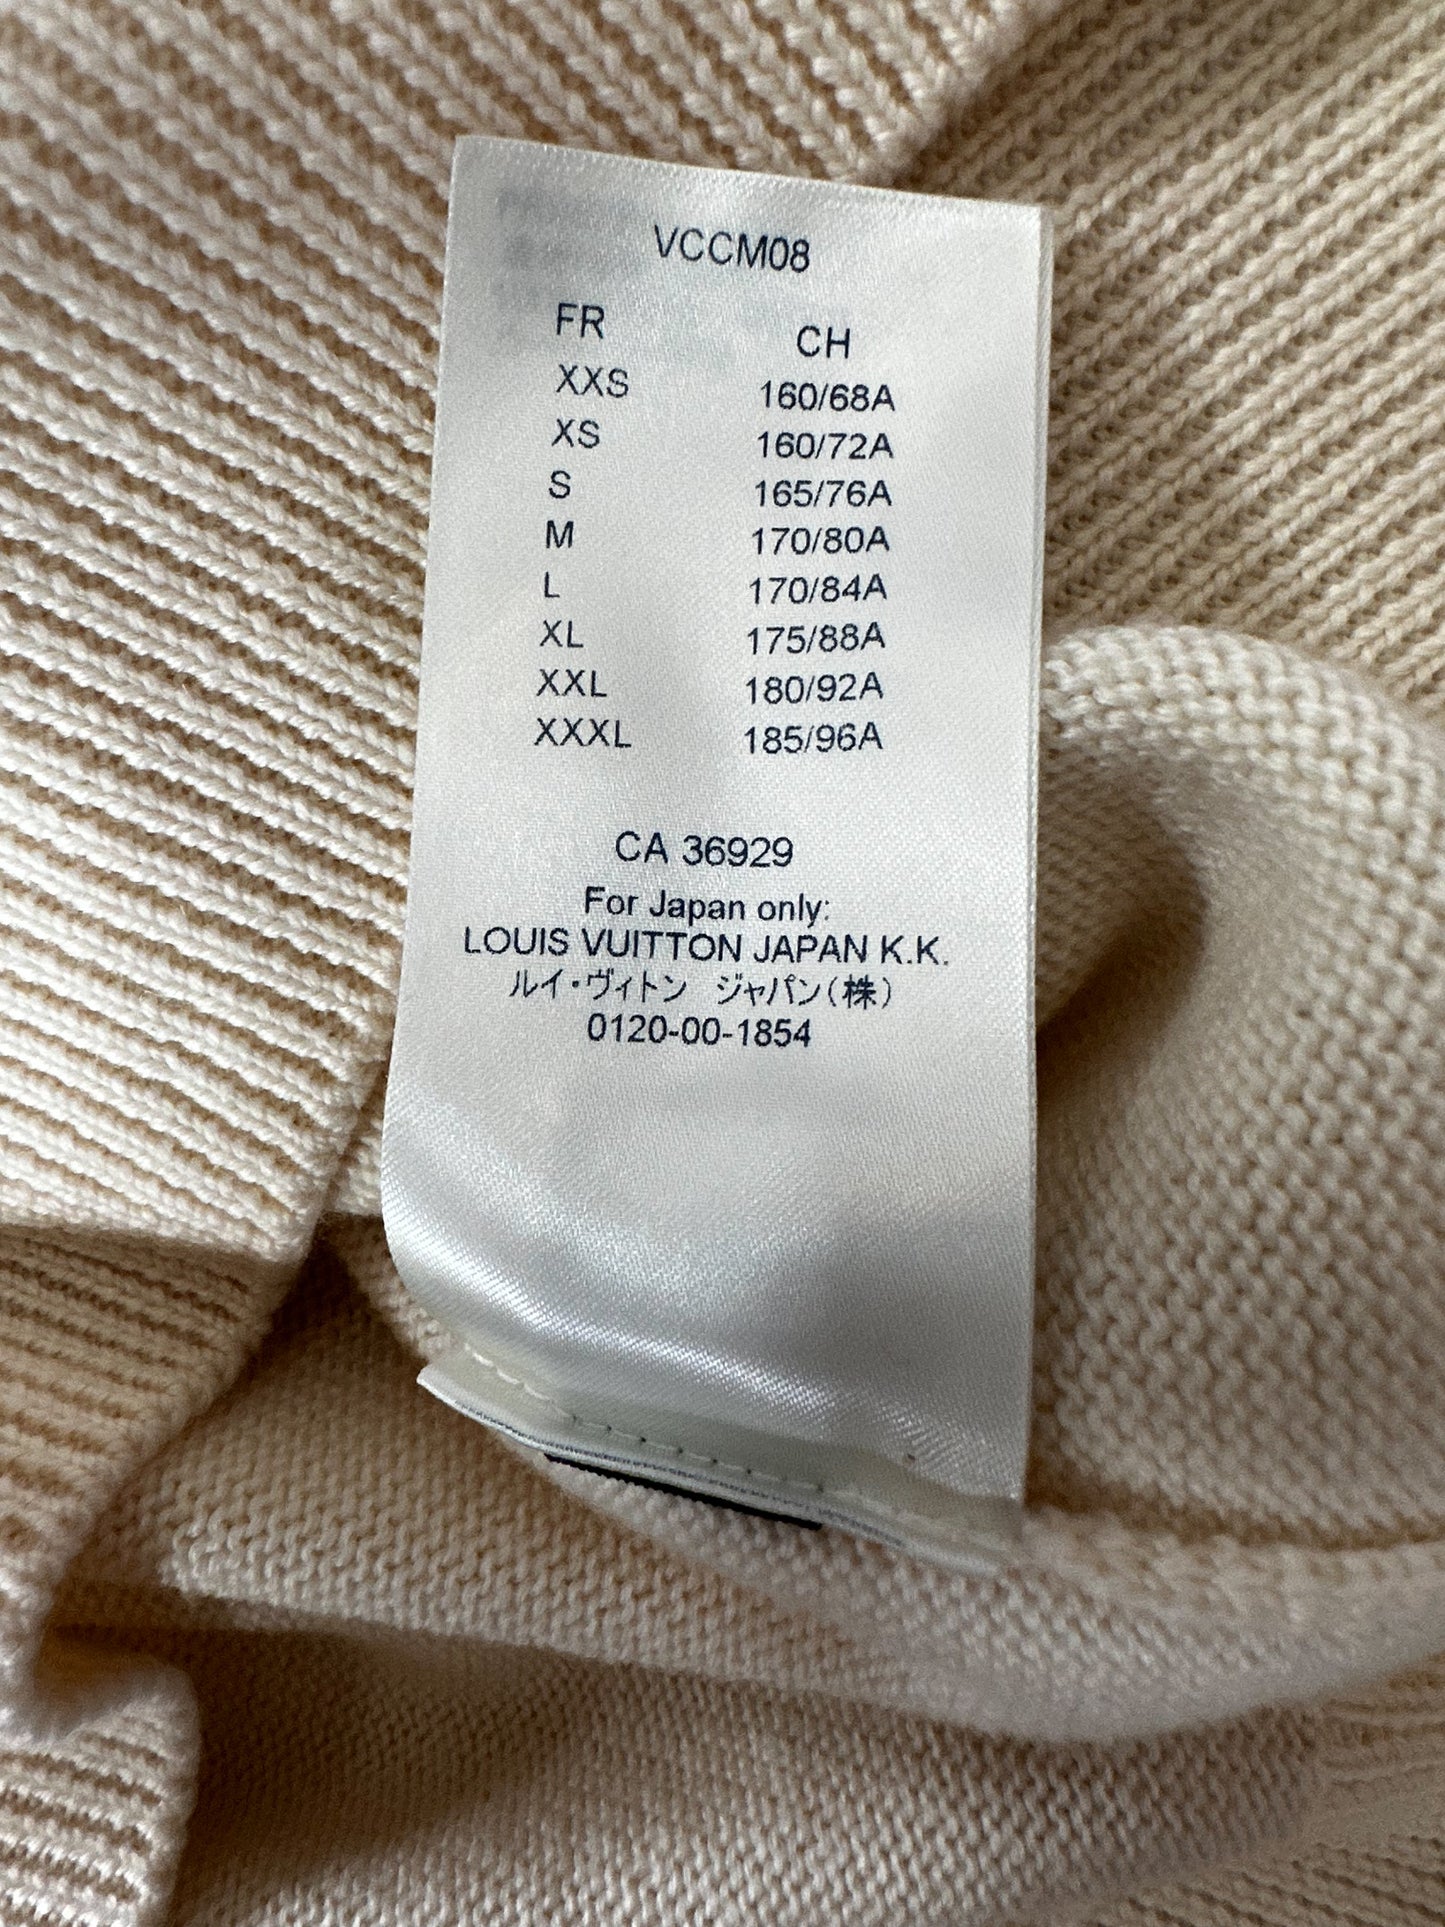 VCCM08
FR CH
XXS 160/68A
XS 160/72A
S 165/76A
M 170/80A
L 170/84A
XL 175/88A
XXL 180/92A
XXXL 185/96A
CA 36929
For Japan only:
LOUIS VUITTON JAPAN K.K.
ルイ・ヴィトン ジャパン(株)
0120-00-1854